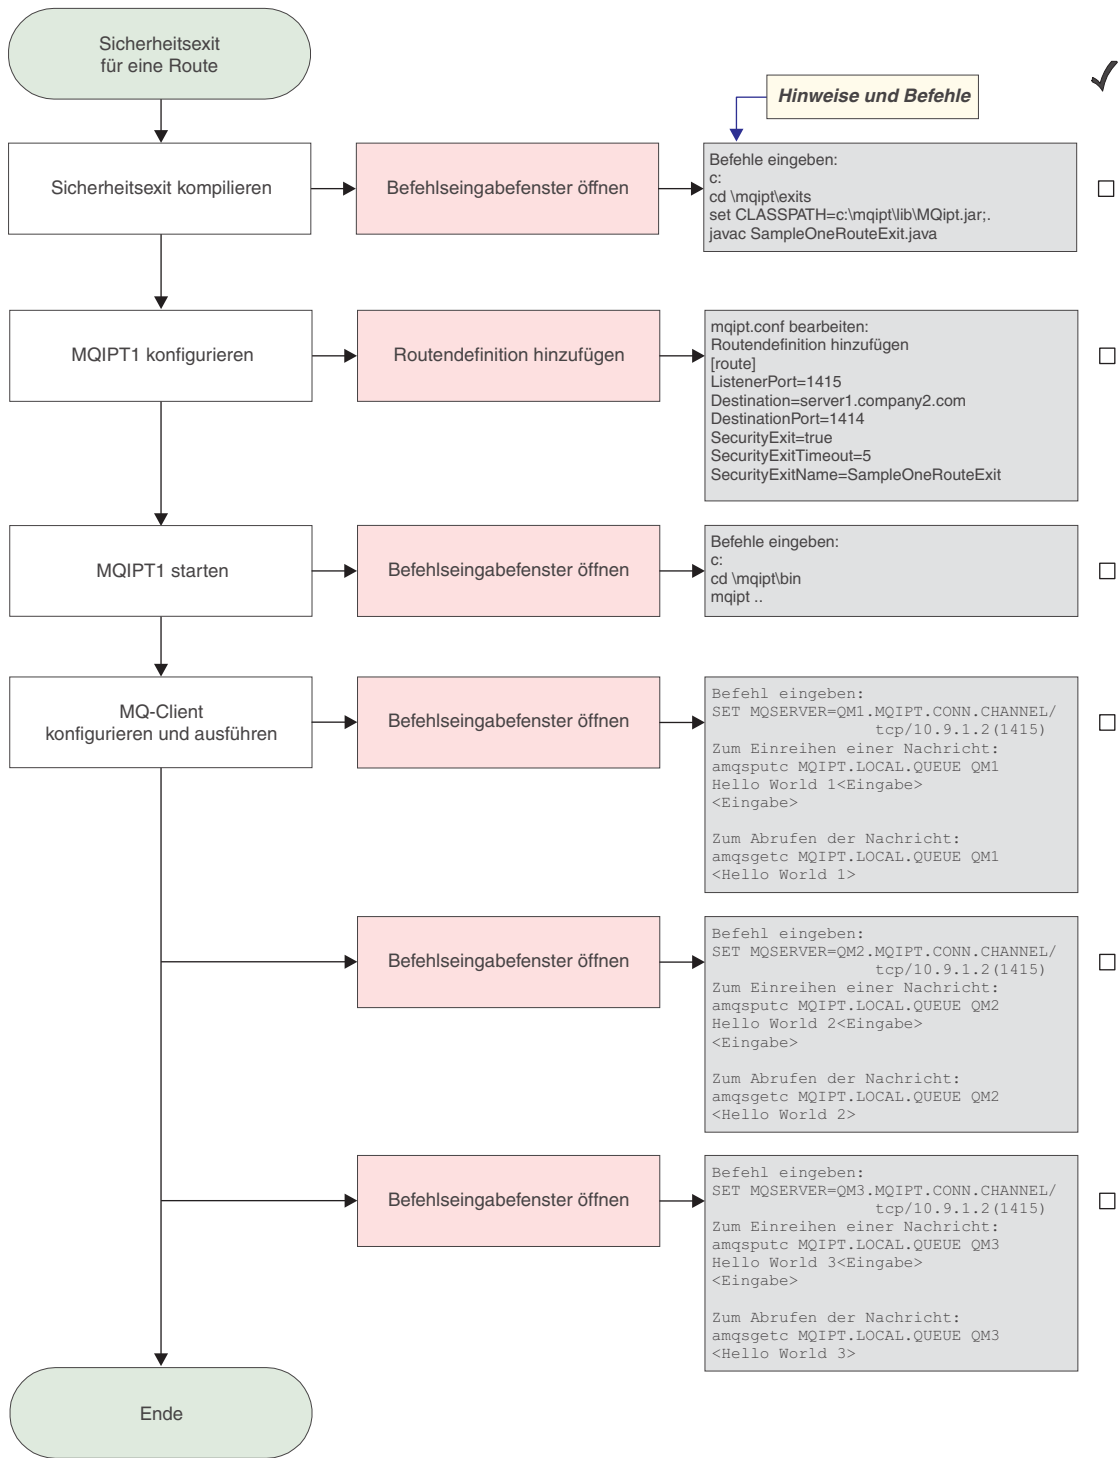 Sicherheitsexit
für eine Route
Hinweise und Befehle
Sicherheitsexit kompilieren
Befehlseingabefenster öffnen
Befehle eingeben:
c:
cd \mqipt\exits
set CLASSPATH=c:\mqipt\lib\MQipt.jar;.
javac SampleOneRouteExit.java
MQIPT1 konfigurieren
Routendefinition hinzufügen
mqipt.conf bearbeiten:
Routendefinition hinzufügen
[route]
ListenerPort=1415
Destination=server1.company2.com
DestinationPort=1414
SecurityExit=true
SecurityExitTimeout=5
SecurityExitName=SampleOneRouteExit
MQIPT1 starten
Befehlseingabefenster öffnen
Befehle eingeben:
c:
cd \mqipt\bin
mqipt ..
MQ-Client
konfigurieren und ausführen
Befehlseingabefenster öffnen
Befehl eingeben:
SET MQSERVER=QM1.MQIPT.CONN.CHANNEL/
tcp/10.9.1.2(1415)
Zum Einreihen einer Nachricht:
amqsputc MQIPT.LOCAL.QUEUE QM1
Hello World 1<Eingabe>
<Eingabe>
Zum Abrufen der Nachricht:
amqsgetc MQIPT.LOCAL.QUEUE QM1
<Hello World 1>
Befehlseingabefenster öffnen
Befehl eingeben:
SET MQSERVER=QM2.MQIPT.CONN.CHANNEL/
tcp/10.9.1.2(1415)
Zum Einreihen einer Nachricht:
amqsputc MQIPT.LOCAL.QUEUE QM2
Hello World 2<Eingabe>
<Eingabe>
Zum Abrufen der Nachricht:
amqsgetc MQIPT.LOCAL.QUEUE QM2
<Hello World 2>
Befehlseingabefenster öffnen
Befehl eingeben:
SET MQSERVER=QM3.MQIPT.CONN.CHANNEL/
tcp/10.9.1.2(1415)
Zum Einreihen einer Nachricht:
amqsputc MQIPT.LOCAL.QUEUE QM3
Hello World 3<Eingabe>
<Eingabe>
Zum Abrufen der Nachricht:
amqsgetc MQIPT.LOCAL.QUEUE QM3
<Hello World 3>
Ende